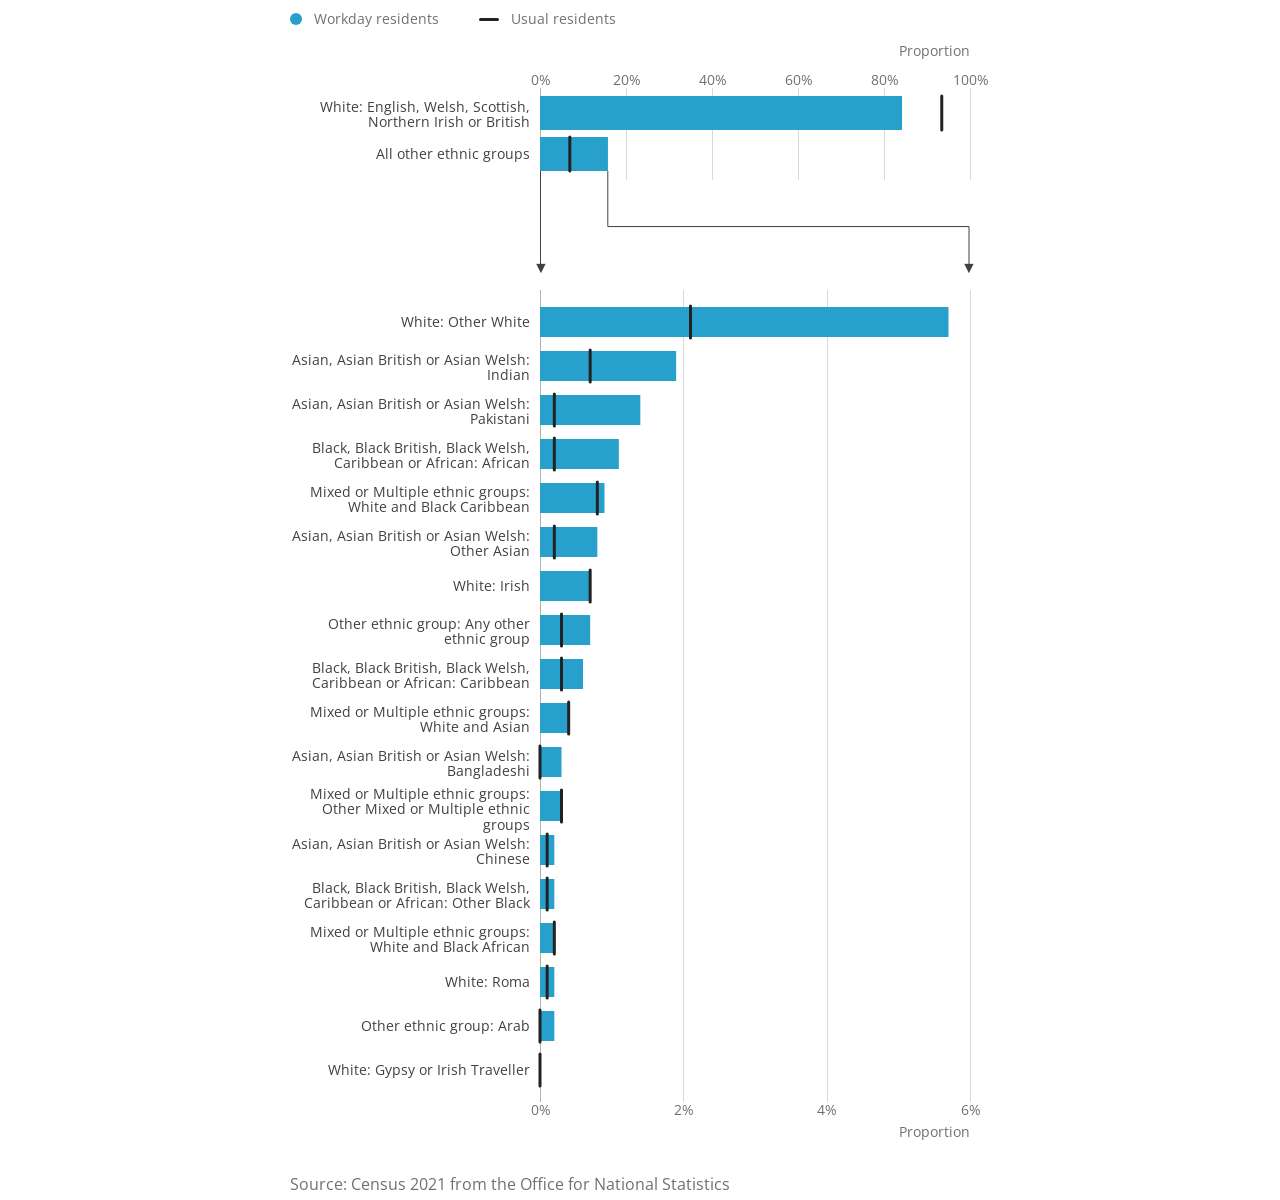 Workday residents
Usual residents
Proportion
0% 20% 40% 60% 80% 100%
White: English, Welsh, Scottish,
Northern Irish or British
All other ethnic groups
White: Other White
Asian, Asian British or Asian Welsh:
Indian
Asian, Asian British or Asian Welsh:
Pakistani
Black, Black British, Black Welsh,
Caribbean or African: African
Mixed or Multiple ethnic groups:
White and Black Caribbean
Asian, Asian British or Asian Welsh:
Other Asian
White: Irish
Other ethnic group: Any other
ethnic group
Black, Black British, Black Welsh,
Caribbean or African: Caribbean
Mixed or Multiple ethnic groups:
White and Asian
Asian, Asian British or Asian Welsh:
Bangladeshi
Mixed or Multiple ethnic groups:
Other Mixed or Multiple ethnic
groups
Asian, Asian British or Asian Welsh:
Chinese
Black, Black British, Black Welsh,
Caribbean or African: Other Black
Mixed or Multiple ethnic groups:
White and Black African
White: Roma
Other ethnic group: Arab
White: Gypsy or Irish Traveller
0% 2% 4% 6%
Proportion
Source: Census 2021 from the Office for National Statistics